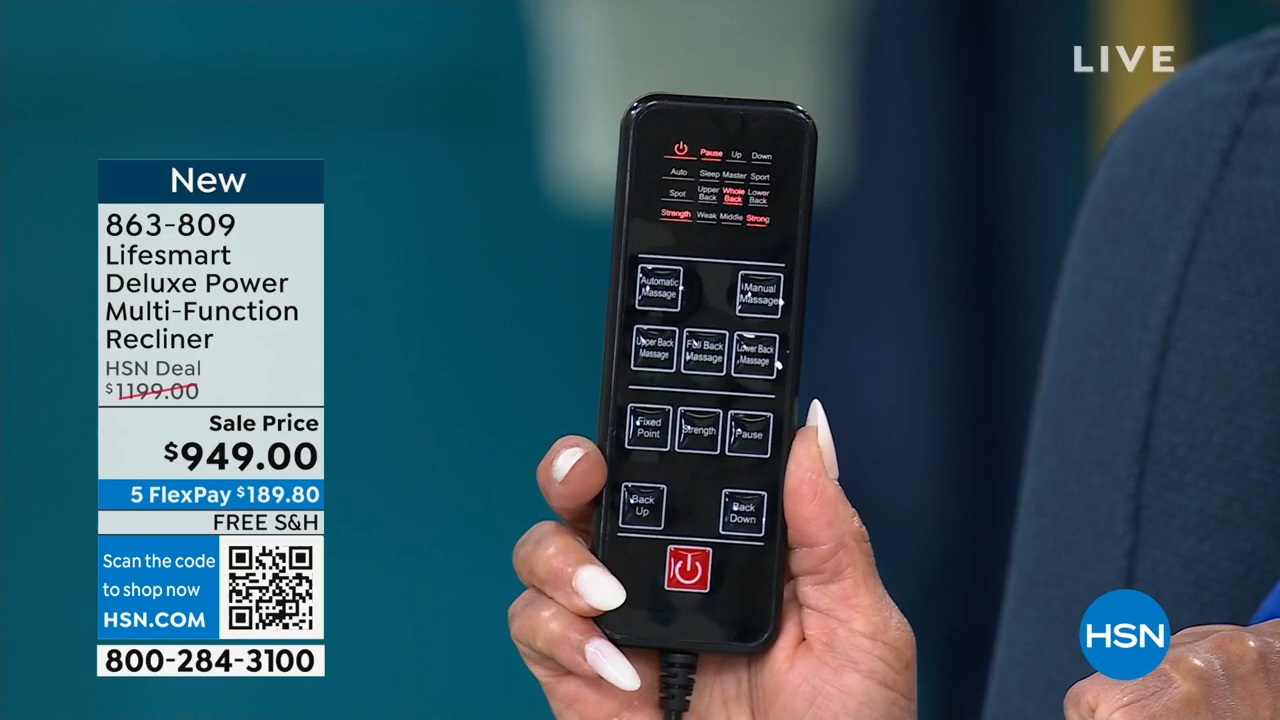 LIVE
New
863-809
Lifesmart
Deluxe Power
Multi-Function
Recliner
HSN Deal
$1199.00
Sale Price
$949.00
5 FlexPay $189.80
FREE S&H
Scan the code
to shop now
HSN.COM
800-284-3100
Pause Up Down
Auto Sleep Master Sport
Spot Upper Back Whole Back Lower Back
Strength Weak Middle Strong
Automatic Massage
Manual Massage
Upper Back Massage
Full Back Massage
Lower Back Massage
Fixed Point
Strength
Pause
Back Up
Back Down
HSN